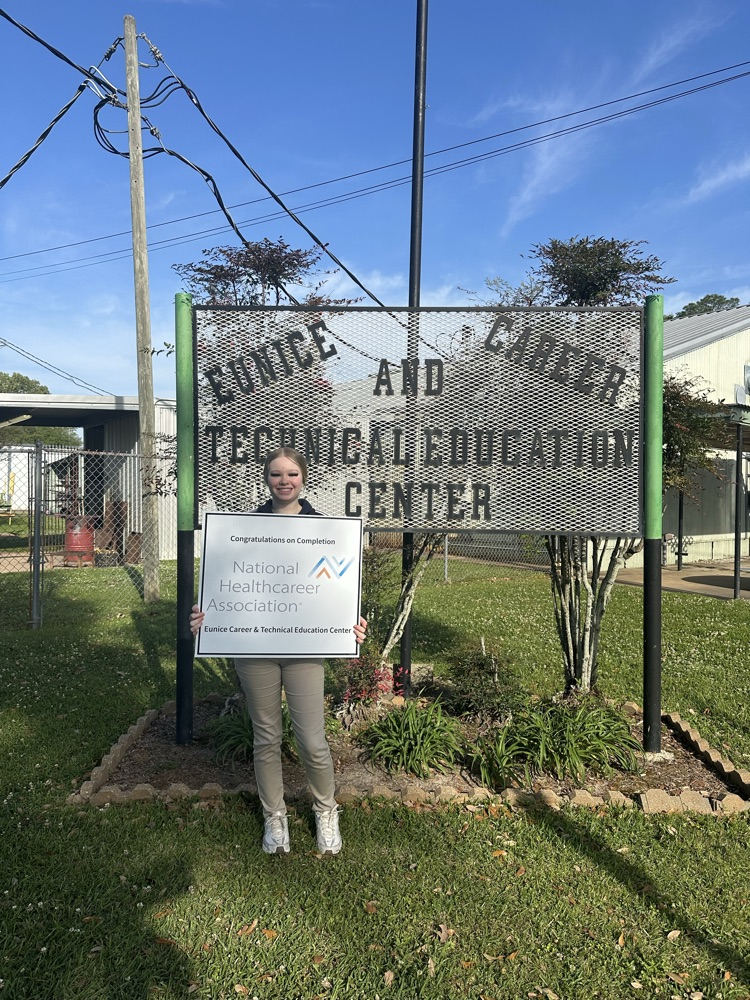 EUNICE AND CAREER
TECHNICAL EDUCATION
CENTER
Congratulations on Completion
National
Healthcareer
Association®
Eunice Career & Technical Education Center